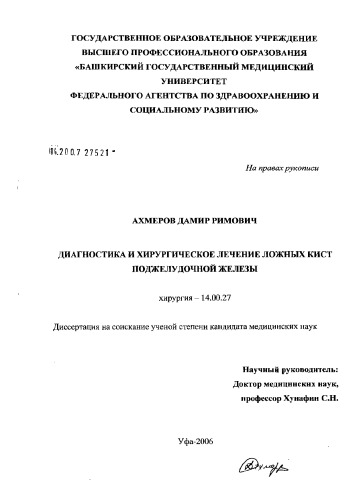 ГОСУДАРСТВЕННОЕ ОБРАЗОВАТЕЛЬНОЕ УЧРЕЖДЕНИЕ
ВЫСШЕГО ПРОФЕССИОНАЛЬНОГО ОБРАЗОВАНИЯ
«БАШКИРСКИЙ ГОСУДАРСТВЕННЫЙ МЕДИЦИНСКИЙ
УНИВЕРСИТЕТ
ФЕДЕРАЛЬНОГО АГЕНТСТВА ПО ЗДРАВООХРАНЕНИЮ И
СОЦИАЛЬНОМУ РАЗВИТИЮ»
04.200.7 27521
На правах рукописи
АХМЕРОВ ДАМИР РИМОВИЧ
ДИАГНОСТИКА И ХИРУРГИЧЕСКОЕ ЛЕЧЕНИЕ ЛОЖНЫХ КИСТ
ПОДЖЕЛУДОЧНОЙ ЖЕЛЕЗЫ
хирургия – 14.00.27
Диссертация на соискание ученой степени кандидата медицинских наук
Научный руководитель:
Доктор медицинских наук,
профессор Хунафин С.Н.
Уфа-2006